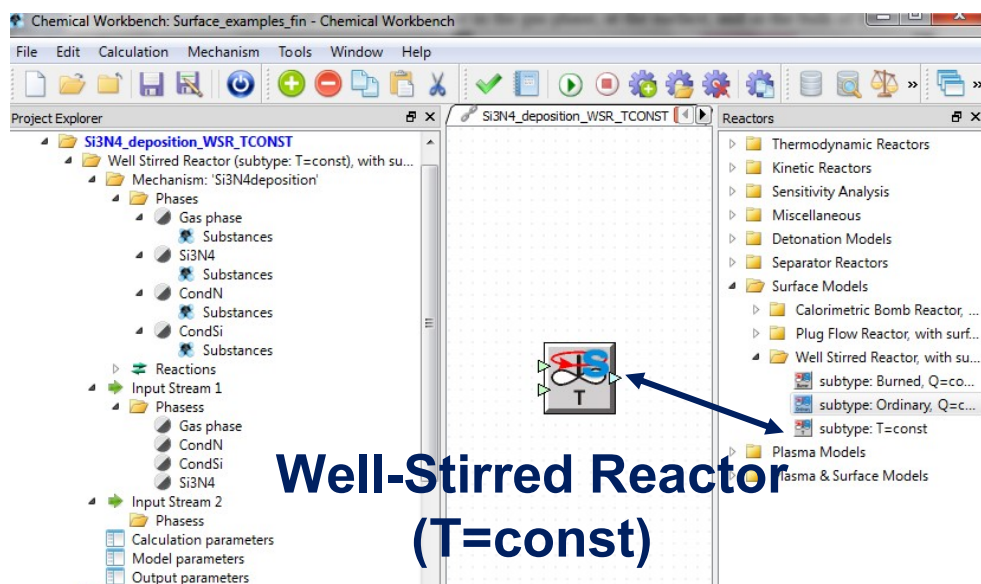 Chemical Workbench: Surface_examples_fin - Chemical Workbench
File Edit Calculation Mechanism Tools Window Help
» »
Project Explorer
Si3N4_deposition_WSR_TCONST
Well Stirred Reactor (subtype: T=const), with su...
Mechanism: 'Si3N4deposition'
Phases
Gas phase
Substances
Si3N4
Substances
CondN
Substances
CondSi
Substances
Reactions
Input Stream 1
Phasess
Gas phase
CondN
CondSi
Si3N4
Input Stream 2
Phasess
Calculation parameters
Model parameters
Output parameters
Si3N4_deposition_WSR_TCONST
S
T
Reactors
Thermodynamic Reactors
Kinetic Reactors
Sensitivity Analysis
Miscellaneous
Detonation Models
Separator Reactors
Surface Models
Calorimetric Bomb Reactor, ...
Plug Flow Reactor, with surf...
Well Stirred Reactor, with su...
subtype: Burned, Q=co...
subtype: Ordinary, Q=c...
subtype: T=const
Plasma Models
Plasma & Surface Models
Well-Stirred Reactor
(T=const)